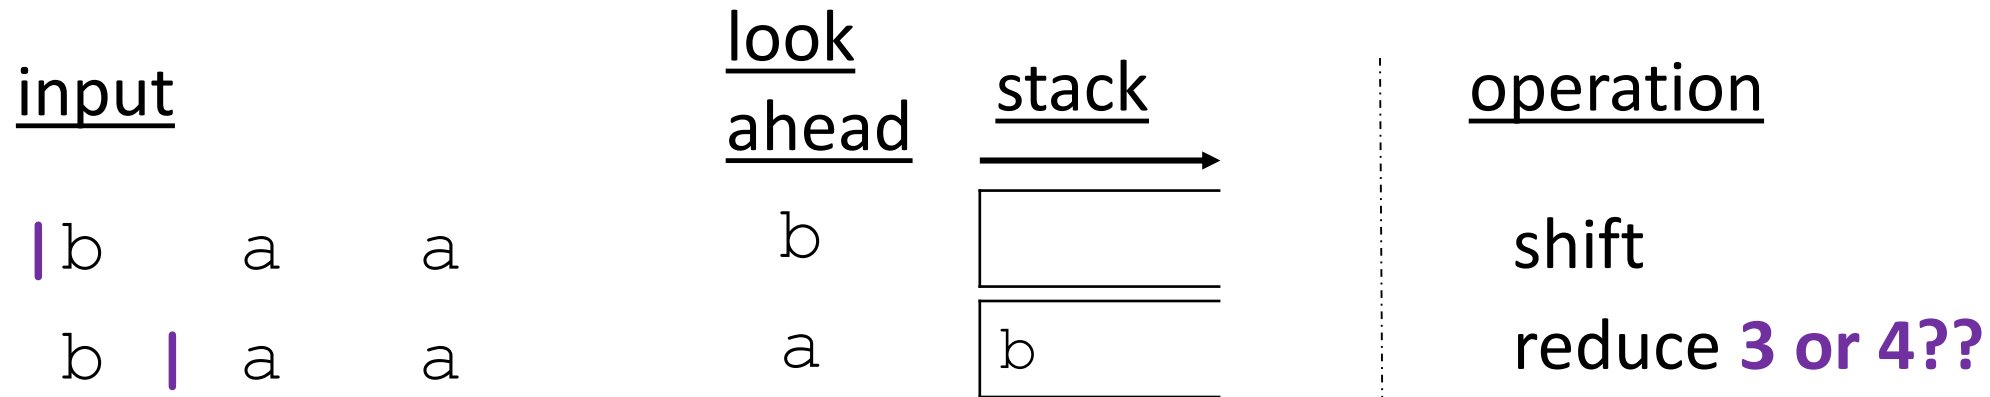 input look ahead stack operation
|b a a b shift
b | a a a b reduce 3 or 4??